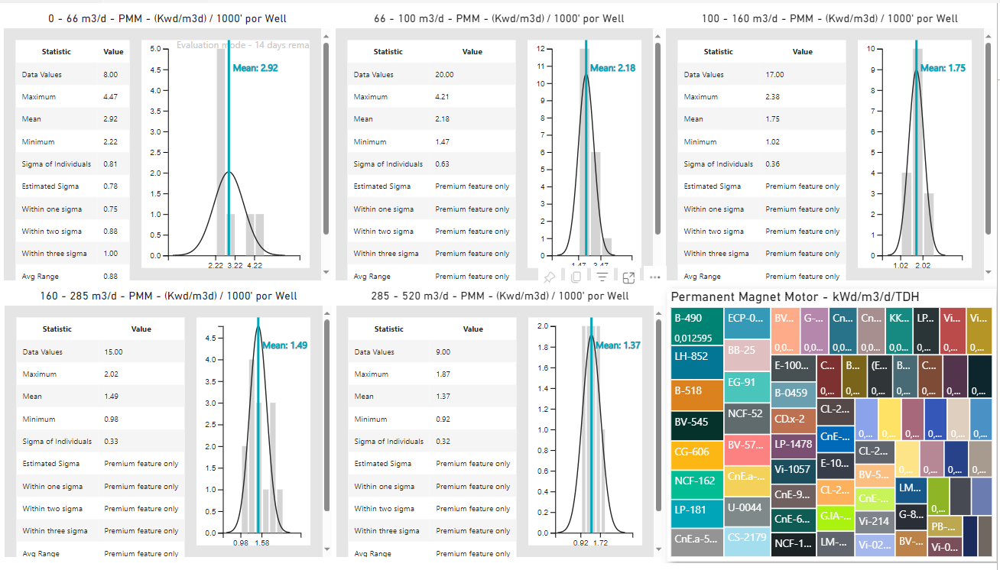 0 - 66 m3/d - PMM - (Kwd/m3d) / 1000' por Well
Statistic Value
Data Values 8.00
Maximum 4.47
Mean 2.92
Minimum 2.22
Sigma of Individuals 0.81
Estimated Sigma 0.78
Within one sigma 0.75
Within two sigma 0.88
Within three sigma 1.00
Avg Range 0.88
Evaluation mode - 14 days rema
Mean: 2.92
5.0
4.5
4.0
3.5
3.0
2.5
2.0
1.5
1.0
0.5
0.0
2.22 3.22 4.22
66 - 100 m3/d - PMM - (Kwd/m3d) / 1000' por Well
Statistic Value
Data Values 20.00
Maximum 4.21
Mean 2.18
Minimum 1.47
Sigma of Individuals 0.63
Estimated Sigma Premium feature only
Within one sigma Premium feature only
Within two sigma Premium feature only
Within three sigma Premium feature only
Avg Range Premium feature only
Mean: 2.18
12
11
10
9
8
7
6
5
4
3
2
1
0
1.47 3.47
100 - 160 m3/d - PMM - (Kwd/m3d) / 1000' por Well
Statistic Value
Data Values 17.00
Maximum 2.38
Mean 1.75
Minimum 1.02
Sigma of Individuals 0.36
Estimated Sigma Premium feature only
Within one sigma Premium feature only
Within two sigma Premium feature only
Within three sigma Premium feature only
Avg Range Premium feature only
Mean: 1.75
10
9
8
7
6
5
4
3
2
1
0
1.02 2.02
160 - 285 m3/d - PMM - (Kwd/m3d) / 1000' por Well
Statistic Value
Data Values 15.00
Maximum 2.02
Mean 1.49
Minimum 0.98
Sigma of Individuals 0.33
Estimated Sigma Premium feature only
Within one sigma Premium feature only
Within two sigma Premium feature only
Within three sigma Premium feature only
Avg Range Premium feature only
Mean: 1.49
4.5
4.0
3.5
3.0
2.5
2.0
1.5
1.0
0.5
0.0
0.98 1.58
285 - 520 m3/d - PMM - (Kwd/m3d) / 1000' por Well
Statistic Value
Data Values 9.00
Maximum 1.87
Mean 1.37
Minimum 0.92
Sigma of Individuals 0.32
Estimated Sigma Premium feature only
Within one sigma Premium feature only
Within two sigma Premium feature only
Within three sigma Premium feature only
Avg Range Premium feature only
Mean: 1.37
2.0
1.8
1.6
1.4
1.2
1.0
0.8
0.6
0.4
0.2
0.0
0.92 1.72
Permanent Magnet Motor - kWd/m3/d/TDH
B-490
0,012595
LH-852
B-518
BV-545
CG-606
NCF-162
LP-181
CnE.a-5...
ECP-0...
BB-25
EG-91
NCF-52
BV-57...
CnE.a-...
U-0044
CS-2179
BV...
0,0...
G-...
0,0...
Cn...
0,0...
Cn...
0,0...
KK...
0,0...
LP...
0,...
Vi...
0,...
Vi...
0,...
E-100...
B-0459
CD.x-2
LP-1478
Vi-1057
CnE-9...
CnE-6...
NCF-1...
C...
0,...
B...
0,...
(E...
0,...
B...
0,...
C...
0,...
0,...
0,...
CL-2...
CnE-...
E-10...
CL-2...
G.IA-...
LM-...
0,...
0,...
0,...
0,...
0,...
0,...
CL-2...
BV-5...
CnE-...
Vi-214
Vi-02...
0,...
0,...
0,...
0,...
LM...
G-8...
BV-...
0,...
PB-...
Vi-0...